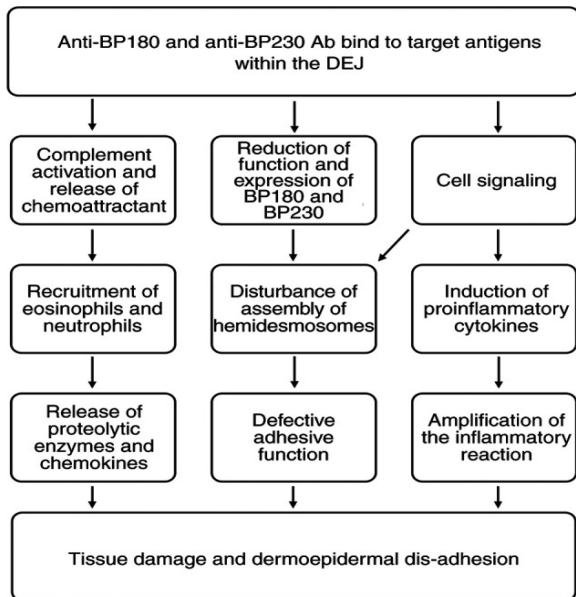 Anti-BP180 and anti-BP230 Ab bind to target antigens
within the DEJ
Complement
activation and
release of
chemoattractant
Reduction of
function and
expression of
BP180 and
BP230
Cell signaling
Recruitment of
eosinophils and
neutrophils
Disturbance of
assembly of
hemidesmosomes
Induction of
proinflammatory
cytokines
Release of
proteolytic
enzymes and
chemokines
Defective
adhesive
function
Amplification of
the inflammatory
reaction
Tissue damage and dermoepidermal dis-adhesion